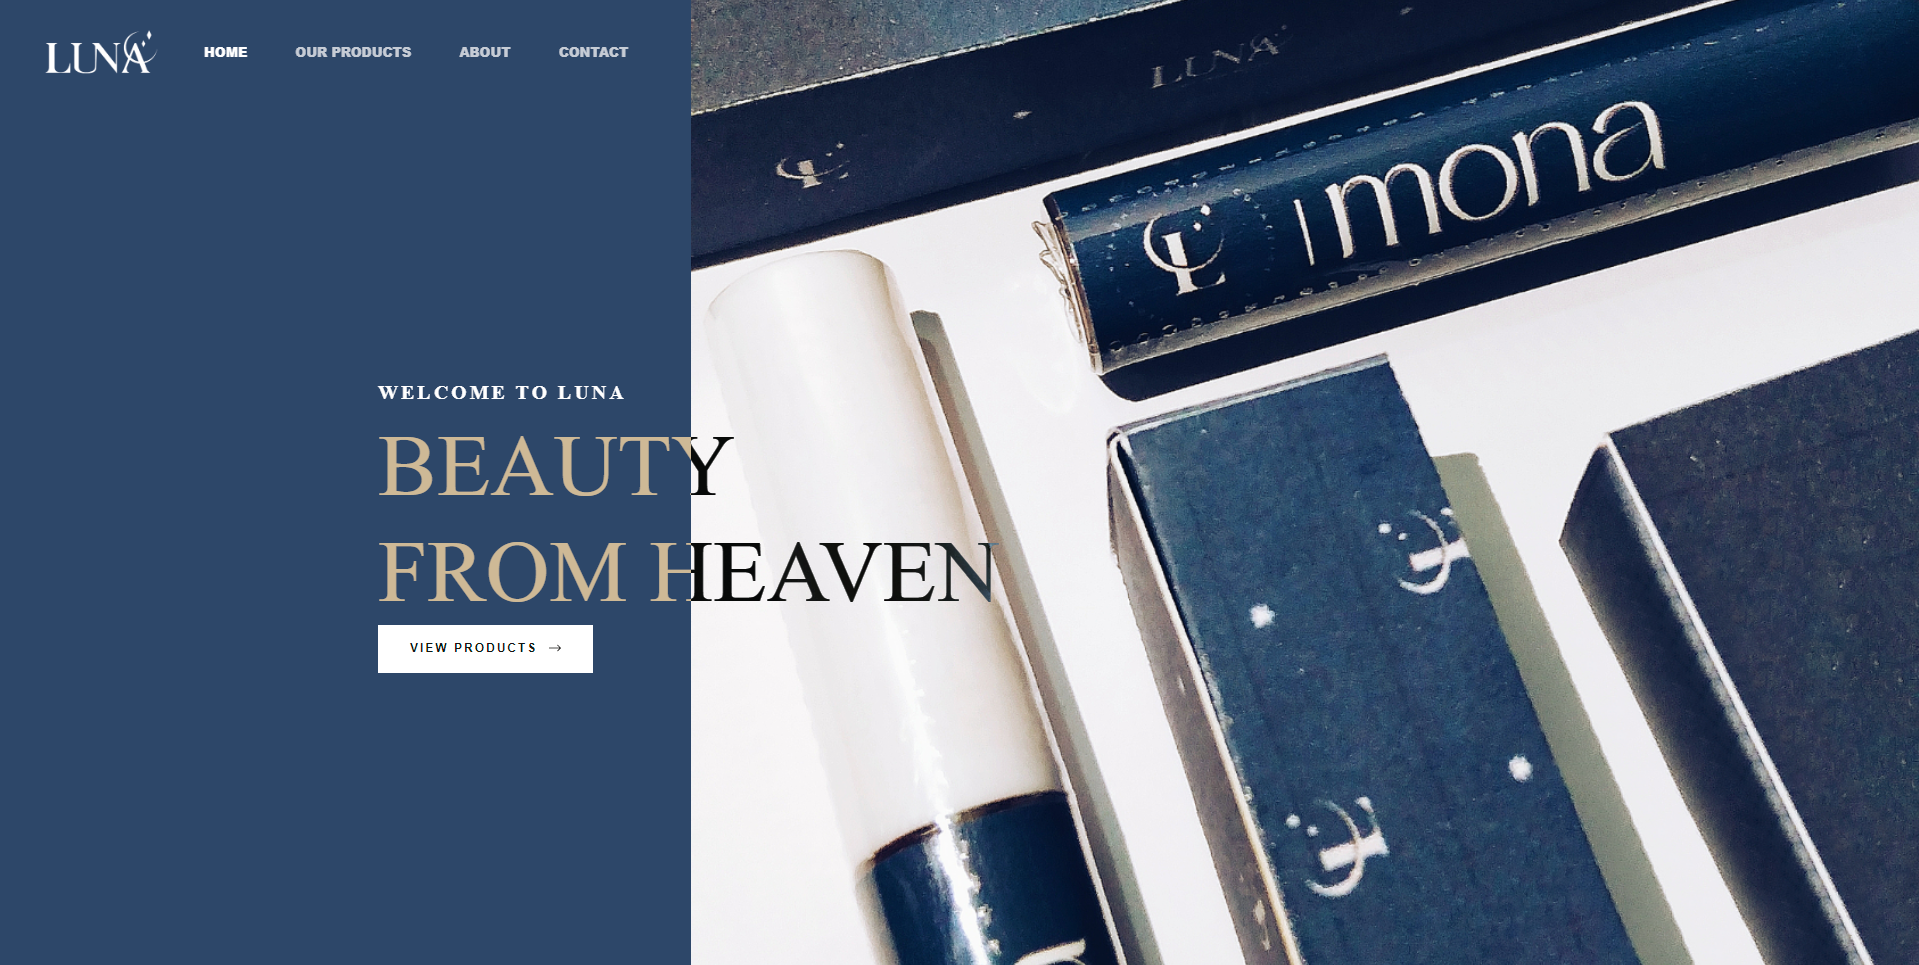 LUNA
HOME OUR PRODUCTS ABOUT CONTACT
LUNA
L | mona
WELCOME TO LUNA
BEAUTY
FROM HEAVEN
VIEW PRODUCTS →
L
L